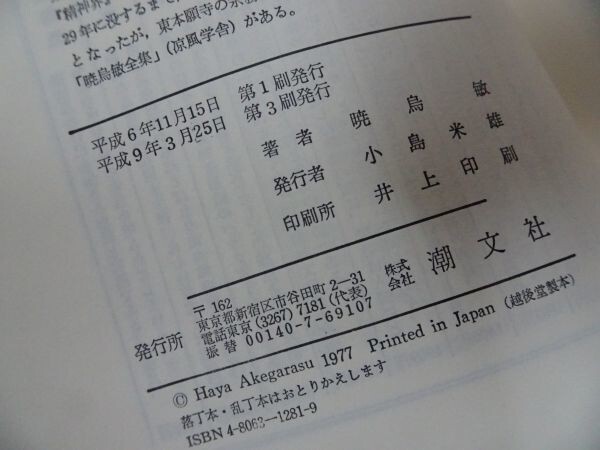 『精神界』
29年に没するまで
となったが，東本願寺の宗務
「暁烏敏全集」（凉風学舎）がある。
平成6年11月15日 第1刷発行
平成9年3月25日 第3刷発行
著者 暁烏敏
発行者 小島米雄
印刷所 井上印刷
発行所
〒162
東京都新宿区市谷田町2—31
電話東京(3267)7181(代表)
振替 00140-7-69107
株式会社 潮文社
© Haya Akegarasu 1977 Printed in Japan (越後堂製本)
落丁本・乱丁本はおとりかえします
ISBN4-8063-1281-9